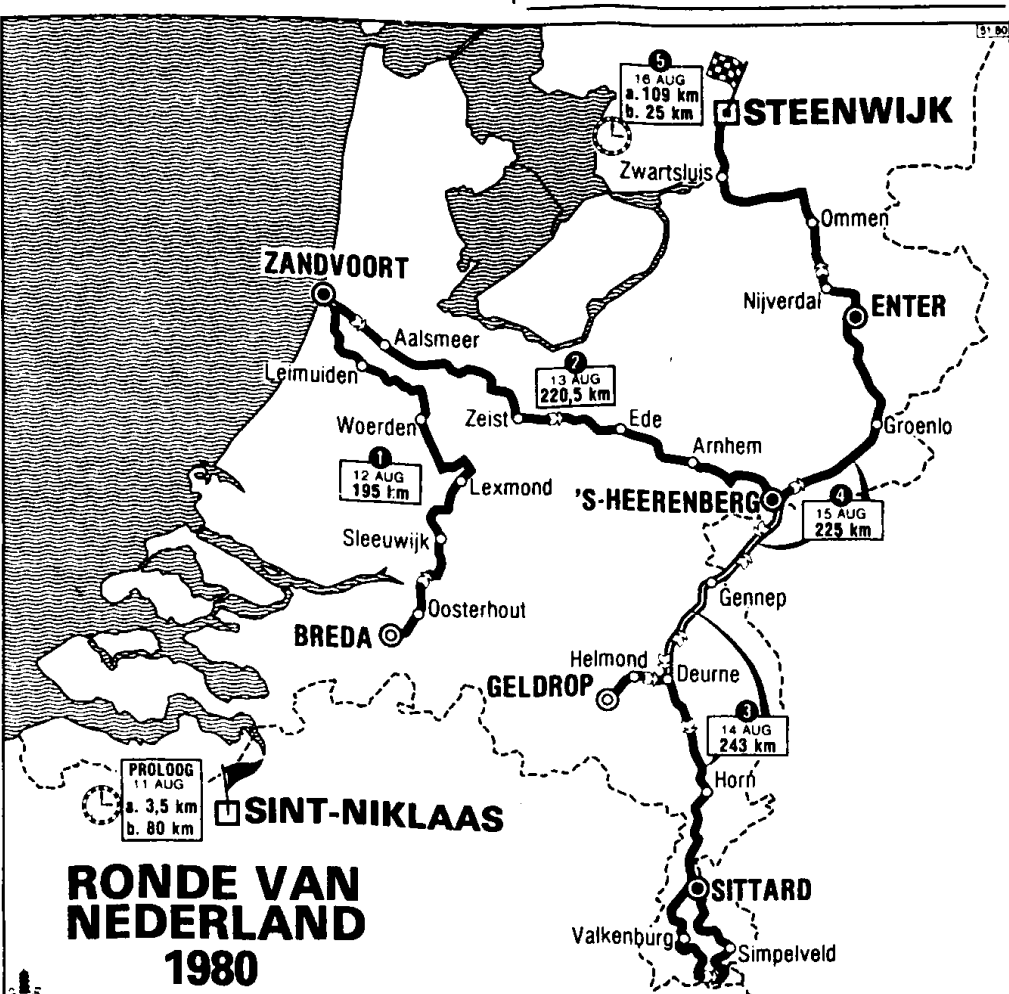 51 80
5
16 AUG
a. 109 km
b. 25 km
STEENWIJK
Zwartsluis
Ommen
ZANDVOORT
Nijverdal
ENTER
Aalsmeer
Leimuiden
2
13 AUG
220,5 km
Woerden
Zeist
Ede
Groenlo
Arnhem
1
12 AUG
195 km
Lexmond
'S-HEERENBERG
4
15 AUG
225 km
Sleeuwijk
Gennep
Oosterhout
BREDA
Helmond
Deurne
GELDROP
3
14 AUG
243 km
PROLOOG
11 AUG
a. 3,5 km
b. 80 km
Horn
SINT-NIKLAAS
RONDE VAN
NEDERLAND
1980
SITTARD
Valkenburg
Simpelveld